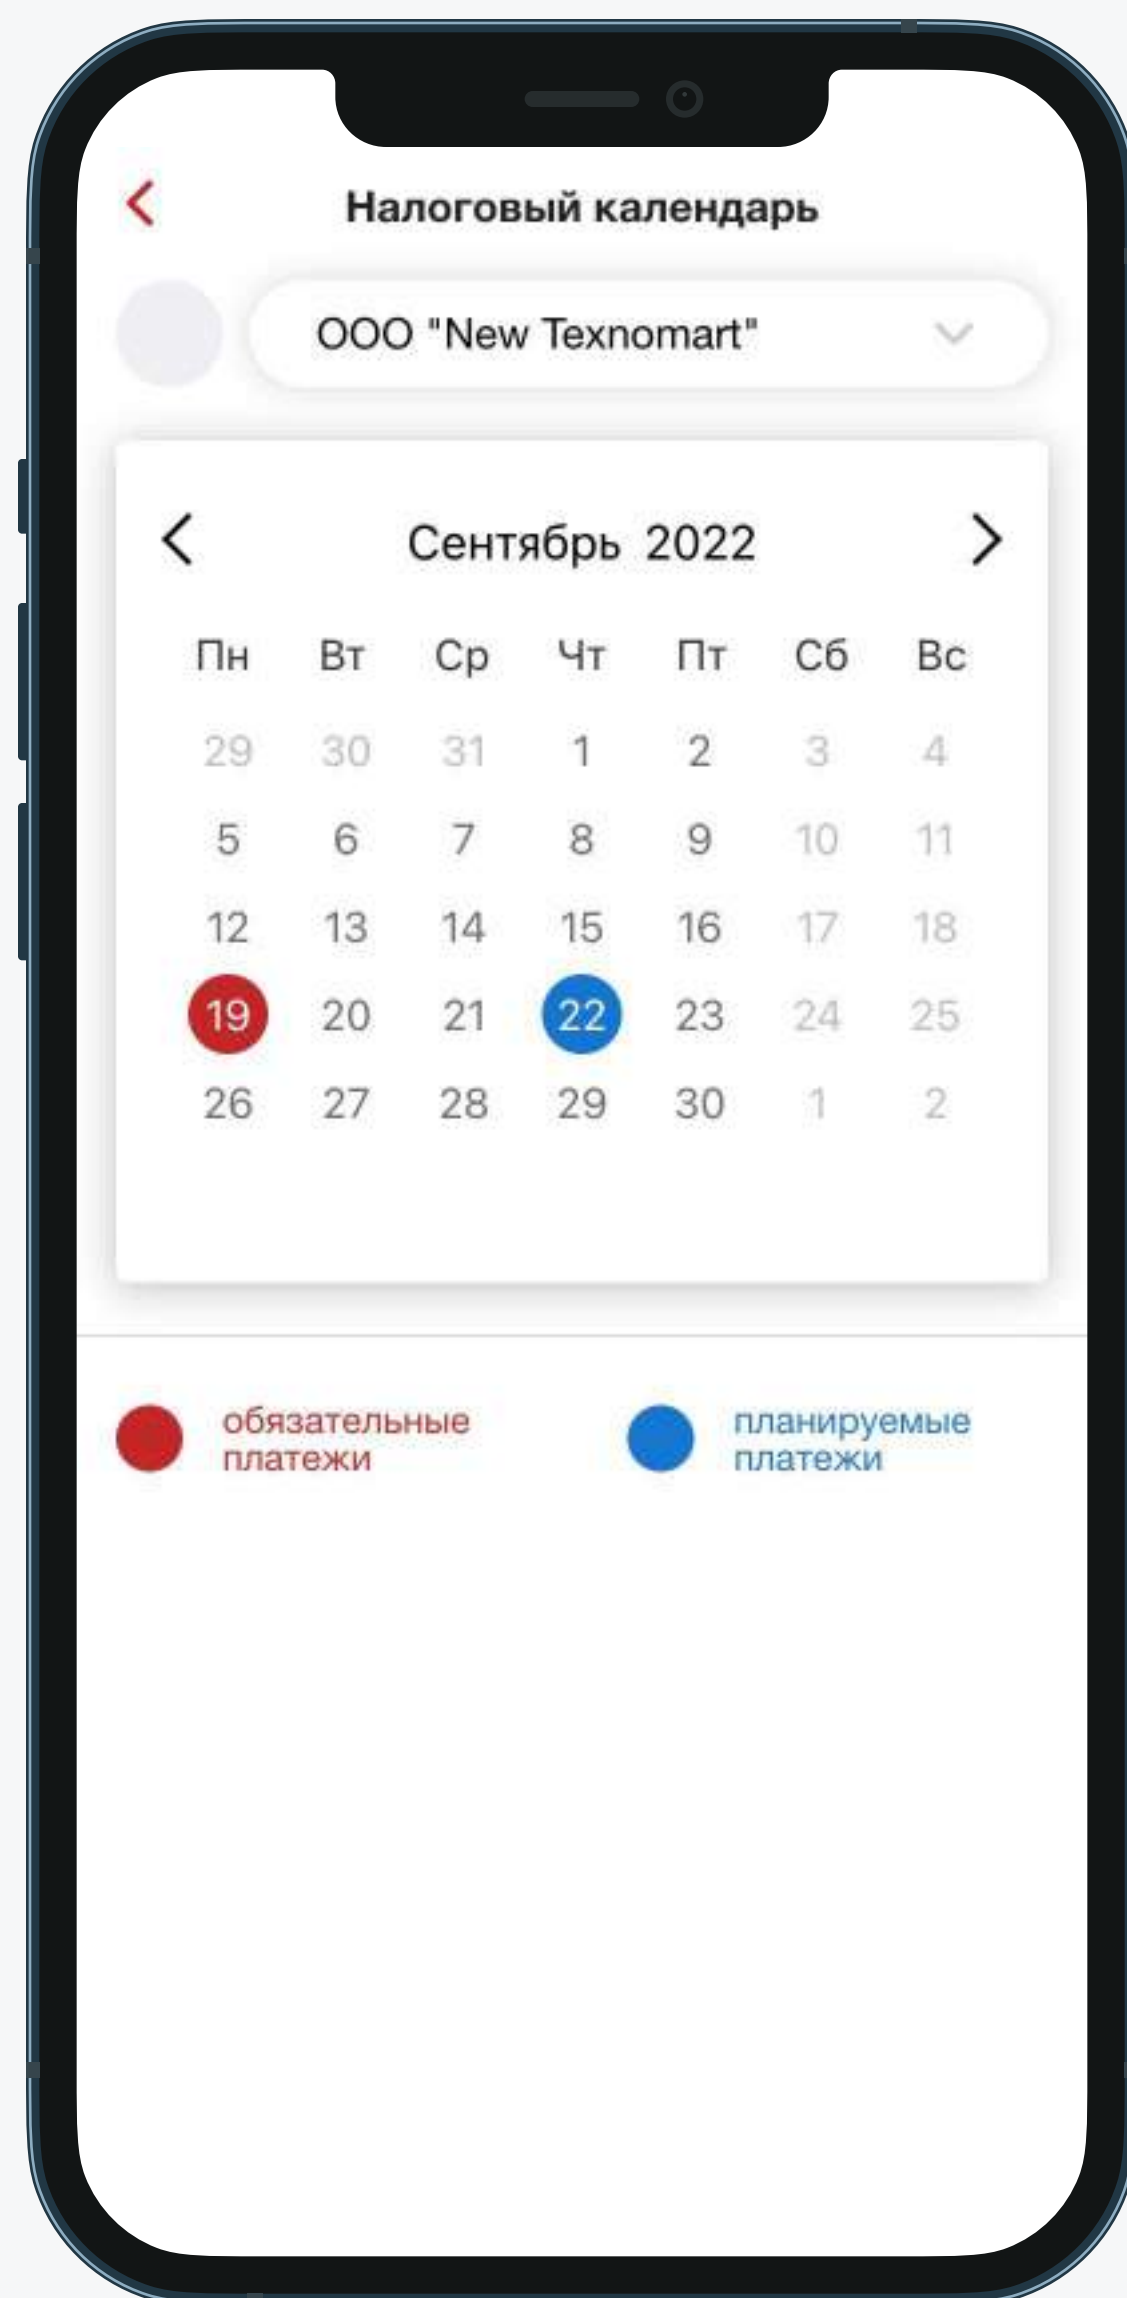 Налоговый календарь
ООО "New Texnomart"
Сентябрь 2022
Пн Вт Ср Чт Пт Сб Вс
29 30 31 1 2 3 4
5 6 7 8 9 10 11
12 13 14 15 16 17 18
19 20 21 22 23 24 25
26 27 28 29 30 1 2
обязательные
платежи
планируемые
платежи